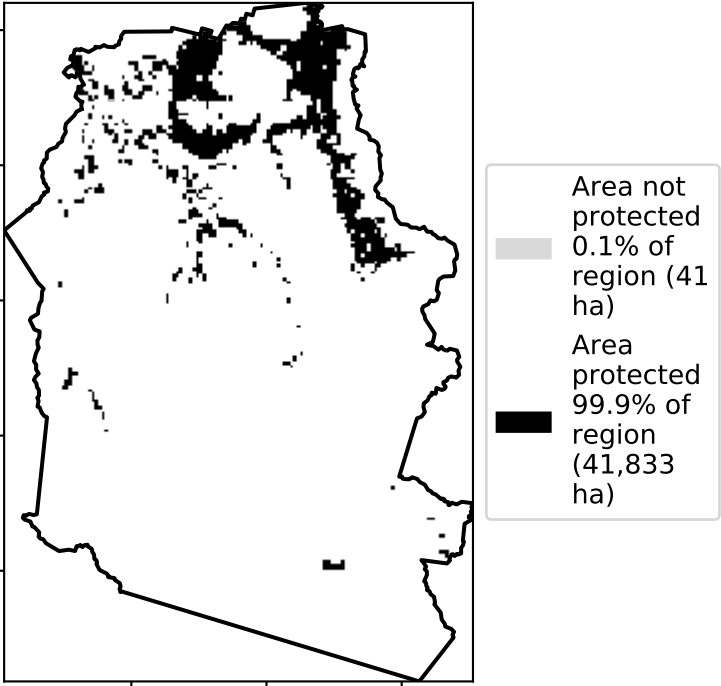 Area not
protected
0.1% of
region (41
ha)
Area
protected
99.9% of
region
(41,833
ha)